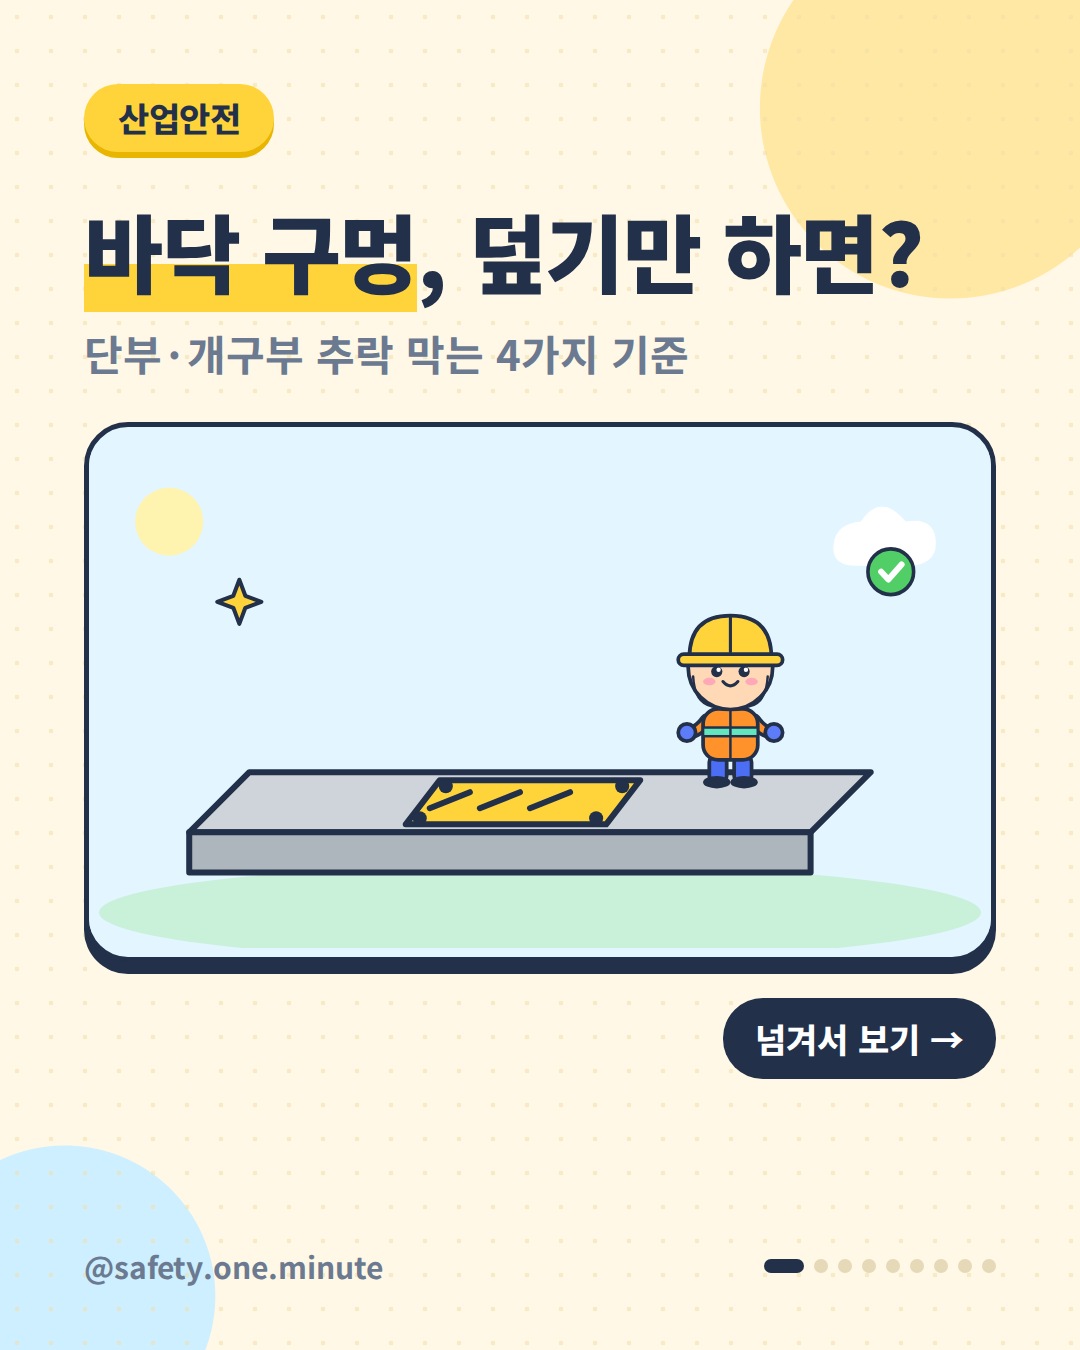 산업안전
바닥 구멍, 덮기만 하면?
단부·개구부 추락 막는 4가지 기준
넘겨서 보기 →
@safety.one.minute